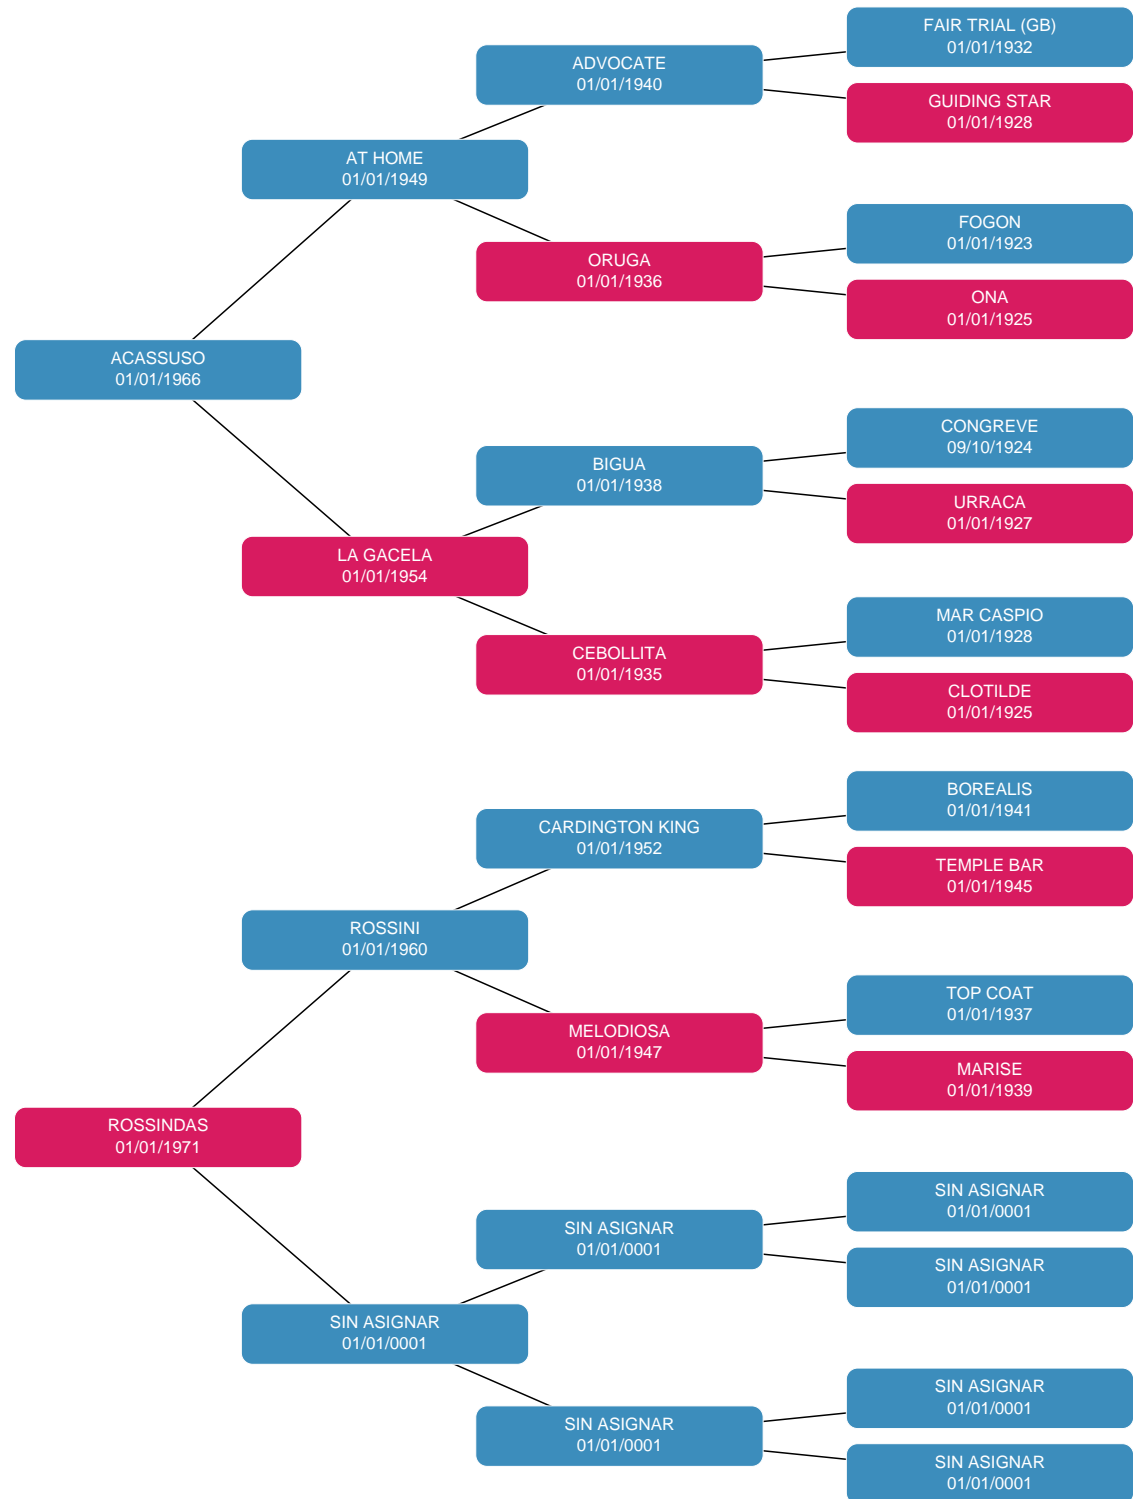 FAIR TRIAL (GB)
01/01/1932
ADVOCATE
01/01/1940
GUIDING STAR
01/01/1928
AT HOME
01/01/1949
FOGON
01/01/1923
ORUGA
01/01/1936
ONA
01/01/1925
ACASSUSO
01/01/1966
CONGREVE
09/10/1924
BIGUA
01/01/1938
URRACA
01/01/1927
LA GACELA
01/01/1954
MAR CASPIO
01/01/1928
CEBOLLITA
01/01/1935
CLOTILDE
01/01/1925
BOREALIS
01/01/1941
CARDINGTON KING
01/01/1952
TEMPLE BAR
01/01/1945
ROSSINI
01/01/1960
TOP COAT
01/01/1937
MELODIOSA
01/01/1947
MARISE
01/01/1939
ROSSINDAS
01/01/1971
SIN ASIGNAR
01/01/0001
SIN ASIGNAR
01/01/0001
SIN ASIGNAR
01/01/0001
SIN ASIGNAR
01/01/0001
SIN ASIGNAR
01/01/0001
SIN ASIGNAR
01/01/0001
SIN ASIGNAR
01/01/0001